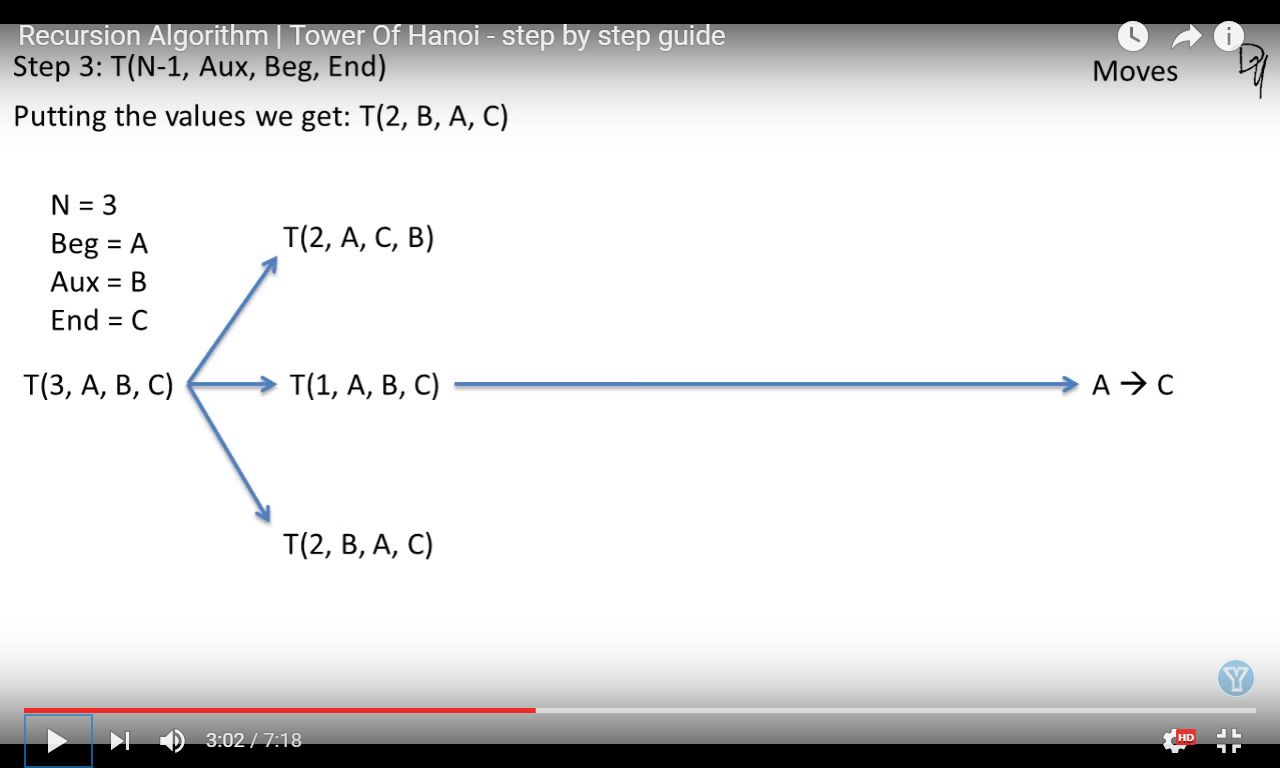 Recursion Algorithm | Tower Of Hanoi - step by step guide
Step 3: T(N-1, Aux, Beg, End)
Moves
Putting the values we get: T(2, B, A, C)
N = 3
Beg = A
Aux = B
End = C
T(2, A, C, B)
T(3, A, B, C)
T(1, A, B, C)
A → C
T(2, B, A, C)
Y
3:02 / 7:18
HD